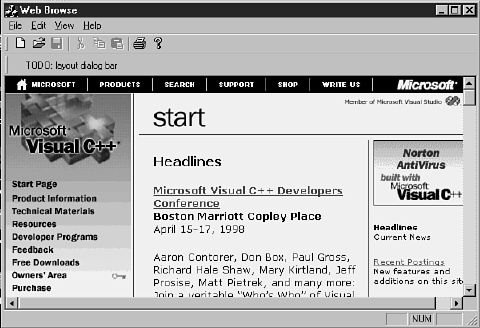 Web Browse
File Edit View Help
TODO: layout dialog bar
MICROSOFT PRODUCTS SEARCH SUPPORT SHOP WRITE US Microsoft
Member of Microsoft Visual Studio
Microsoft
Visual C++
start
Start Page
Product Information
Technical Materials
Resources
Developer Programs
Feedback
Free Downloads
Owners' Area
Purchase
Headlines
Microsoft Visual C++ Developers
Conference
Boston Marriott Copley Place
April 15-17, 1998
Aaron Contorer, Don Box, Paul Gross,
Richard Hale Shaw, Mary Kirtland, Jeff
Prosise, Matt Pietrek, and many more:
Join a veritable "Who's Who" of Visual
Norton
AntiVirus
built with
Microsoft
Visual C++
Headlines
Current News
Recent Postings
New features and
additions on this sit
NUM